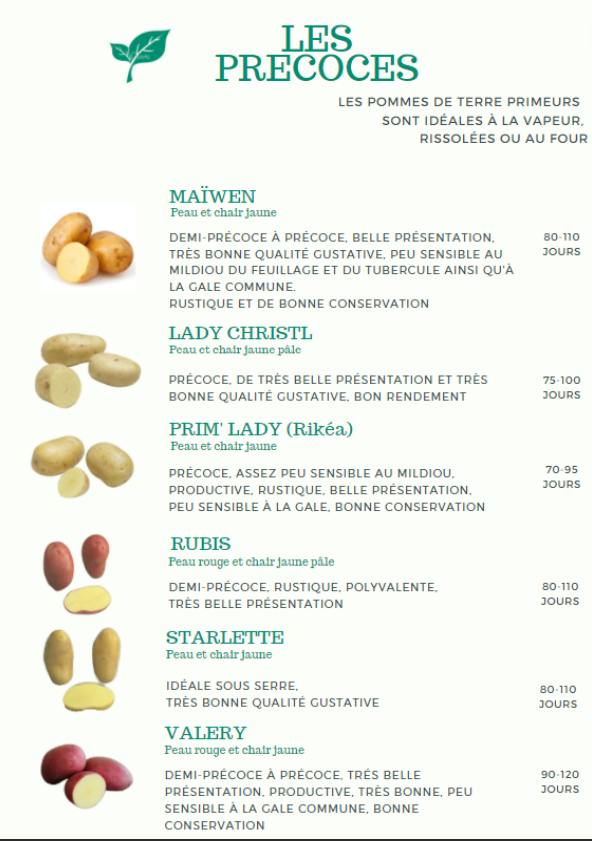 LES
PRECOCES
LES POMMES DE TERRE PRIMEURS
SONT IDÉALES À LA VAPEUR,
RISSOLÉES OU AU FOUR
MAÏWEN
Peau et chair jaune
DEMI-PRÉCOCE À PRÉCOCE, BELLE PRÉSENTATION,
TRÈS BONNE QUALITÉ GUSTATIVE, PEU SENSIBLE AU
MILDIOU DU FEUILLAGE ET DU TUBERCULE AINSI QU'À
LA GALE COMMUNE.
RUSTIQUE ET DE BONNE CONSERVATION
80-110
JOURS
LADY CHRISTL
Peau et chair jaune pâle
PRÉCOCE, DE TRÈS BELLE PRÉSENTATION ET TRÈS
BONNE QUALITÉ GUSTATIVE, BON RENDEMENT
75-100
JOURS
PRIM' LADY (Rikéa)
Peau et chair jaune
PRÉCOCE, ASSEZ PEU SENSIBLE AU MILDIOU,
PRODUCTIVE, RUSTIQUE, BELLE PRÉSENTATION,
PEU SENSIBLE À LA GALE, BONNE CONSERVATION
70-95
JOURS
RUBIS
Peau rouge et chair jaune pâle
DEMI-PRÉCOCE, RUSTIQUE, POLYVALENTE,
TRÈS BELLE PRÉSENTATION
80-110
JOURS
STARLETTE
Peau et chair jaune
IDÉALE SOUS SERRE,
TRÈS BONNE QUALITÉ GUSTATIVE
80-110
JOURS
VALERY
Peau rouge et chair jaune
DEMI-PRÉCOCE À PRÉCOCE, TRÉS BELLE
PRÉSENTATION, PRODUCTIVE, TRÈS BONNE, PEU
SENSIBLE À LA GALE COMMUNE, BONNE
CONSERVATION
90-120
JOURS